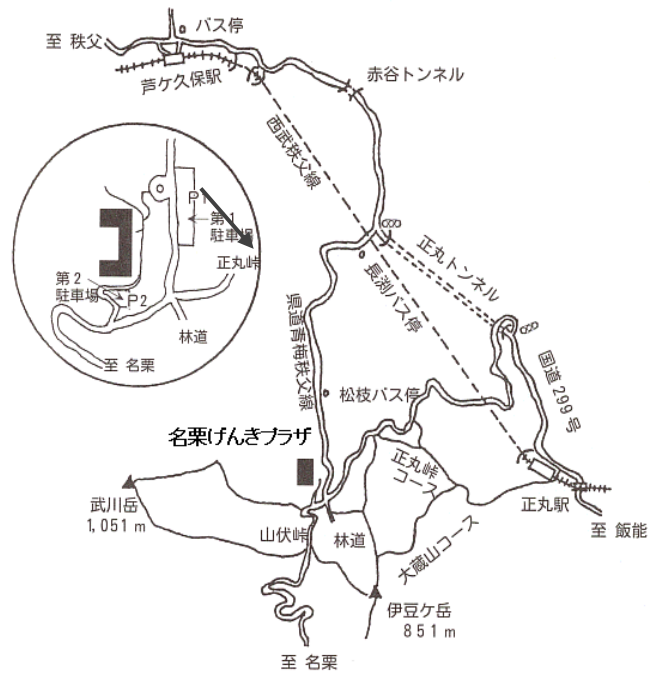 バス停
至 秩父
芦ケ久保駅
赤谷トンネル
西武秩父線
P1
第1
駐車場
正丸峠
第2
駐車場
P2
林道
至 名栗
正丸トンネル
長渕バス停
県道青梅秩父線
国道299号
松枝バス停
名栗げんきプラザ
正丸峠
コース
武川岳
1,051m
正丸駅
山伏峠
林道
大蔵山コース
至 飯能
伊豆ケ岳
851m
至 名栗